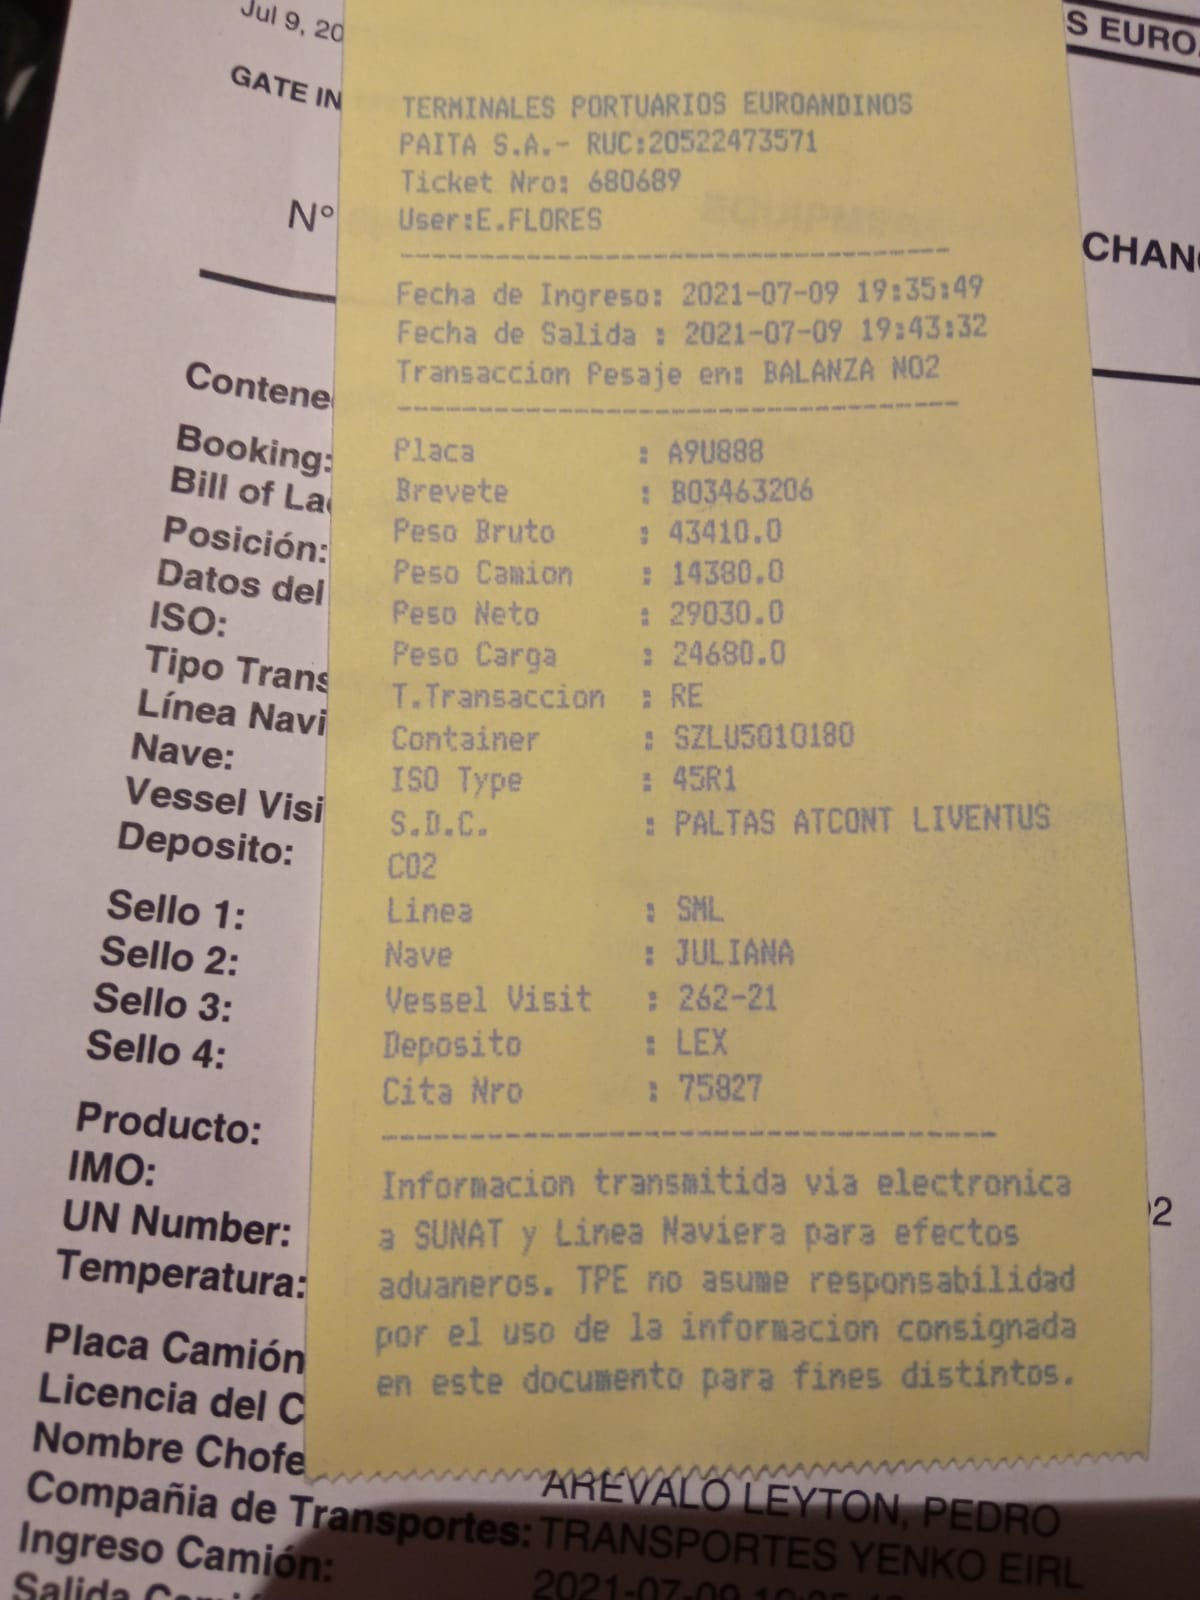 Jul 9, 20
S EURO
GATE IN
N°
CHAN
TERMINALES PORTUARIOS EUROANDINOS
PAITA S.A.- RUC:20522473571
Ticket Nro: 680689
User:E.FLORES
Fecha de Ingreso: 2021-07-09 19:35:49
Fecha de Salida : 2021-07-09 19:43:32
Transaccion Pesaje en: BALANZA NO2
Placa : A9U888
Brevete : B03463206
Peso Bruto : 43410.0
Peso Camion : 14380.0
Peso Neto : 29030.0
Peso Carga : 24680.0
T.Transaccion : RE
Container : SZLU5010180
ISO Type : 45R1
S.D.C. : PALTAS ATCONT LIVENTUS
CO2
Linea : SML
Nave : JULIANA
Vessel Visit : 262-21
Deposito : LEX
Cita Nro : 75827
Informacion transmitida via electronica
a SUNAT y Linea Naviera para efectos
aduaneros. TPE no asume responsabilidad
por el uso de la informacion consignada
en este documento para fines distintos.
Contene
Booking:
Bill of La
Posición:
Datos del
ISO:
Tipo Trans
Línea Navi
Nave:
Vessel Visi
Deposito:
Sello 1:
Sello 2:
Sello 3:
Sello 4:
Producto:
IMO:
UN Number:
2
Temperatura:
Placa Camión
Licencia del C
Nombre Chofe AREVALO LEYTON, PEDRO
Compañia de Transportes: TRANSPORTES YENKO EIRL
Ingreso Camión: 2021-07-09
Salida